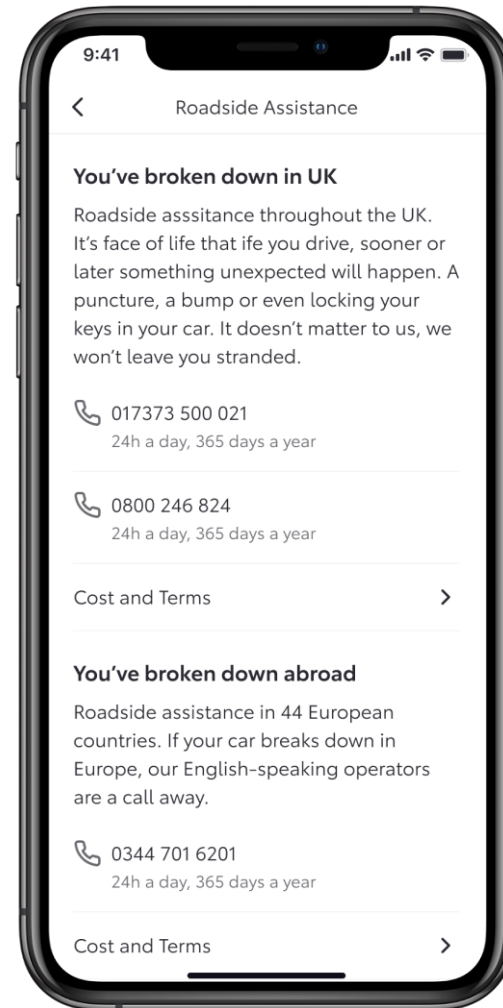 9:41
Roadside Assistance
You’ve broken down in UK
Roadside asssitance throughout the UK.
It’s face of life that ife you drive, sooner or
later something unexpected will happen. A
puncture, a bump or even locking your
keys in your car. It doesn’t matter to us, we
won’t leave you stranded.
017373 500 021
24h a day, 365 days a year
0800 246 824
24h a day, 365 days a year
Cost and Terms
You’ve broken down abroad
Roadside assistance in 44 European
countries. If your car breaks down in
Europe, our English-speaking operators
are a call away.
0344 701 6201
24h a day, 365 days a year
Cost and Terms